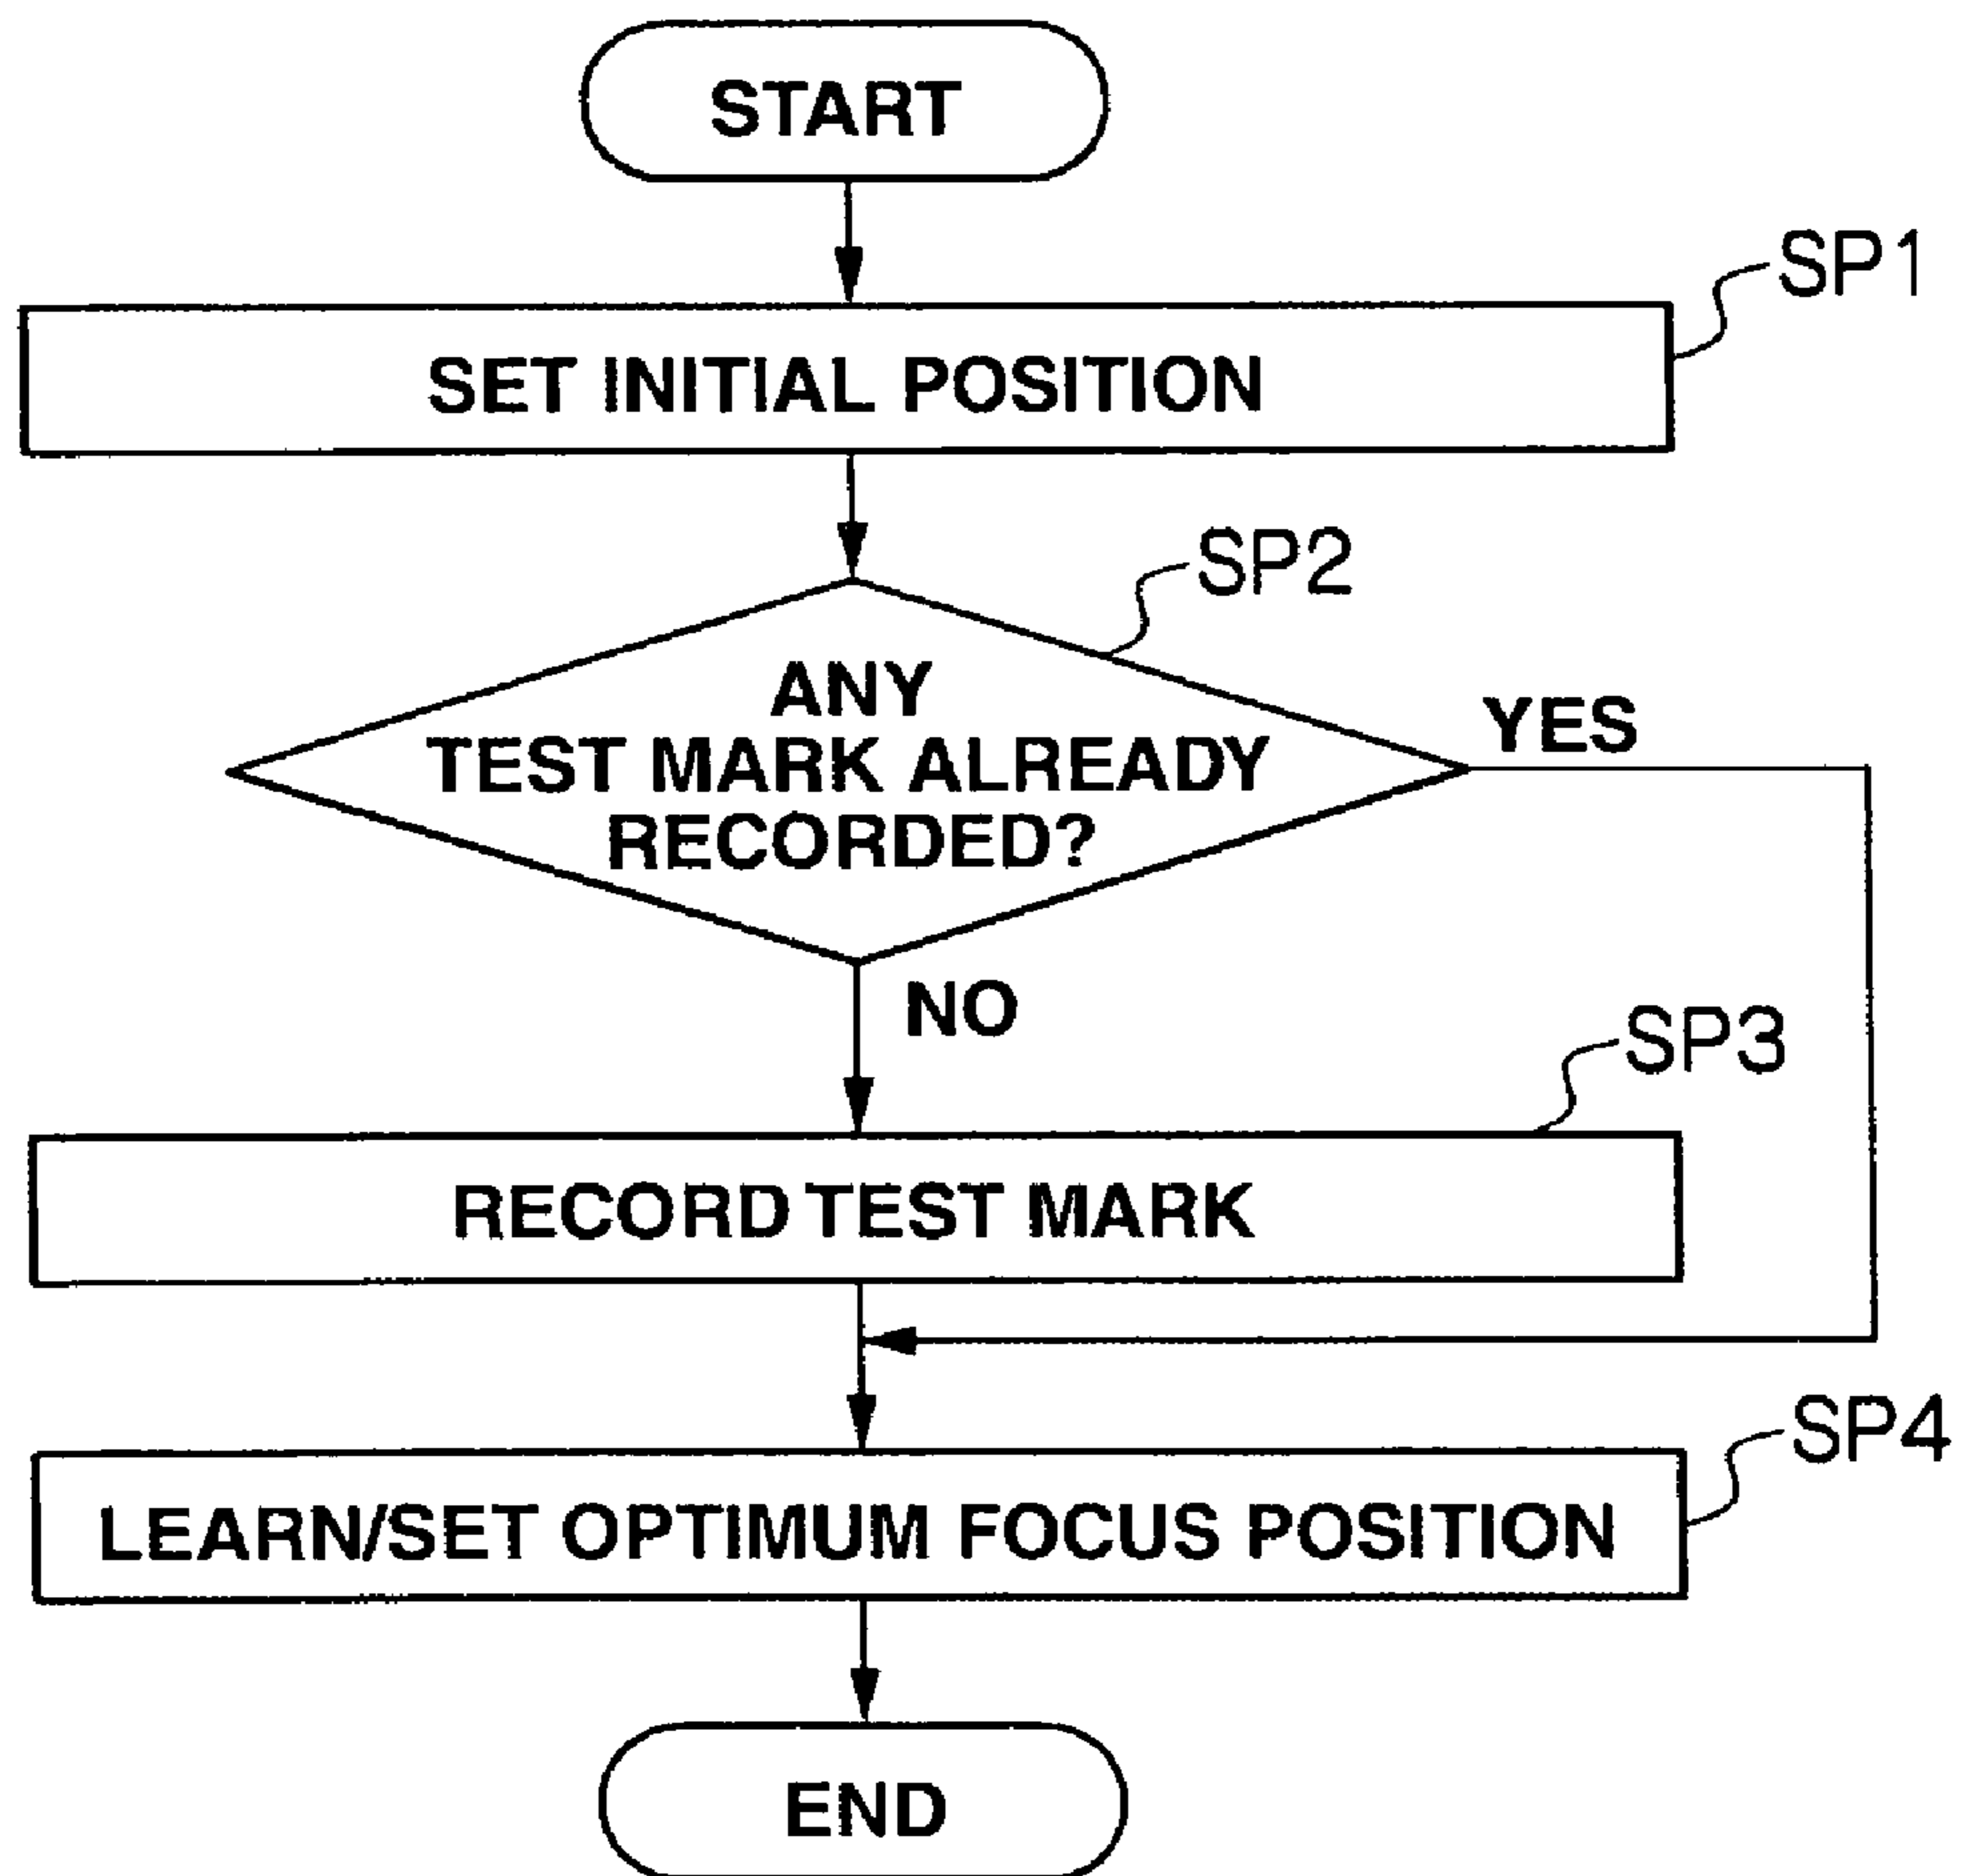 START
SP1
SET INITIAL POSITION
SP2
ANY
TEST MARK ALREADY
RECORDED?
YES
NO
SP3
RECORD TEST MARK
SP4
LEARN/SET OPTIMUM FOCUS POSITION
END